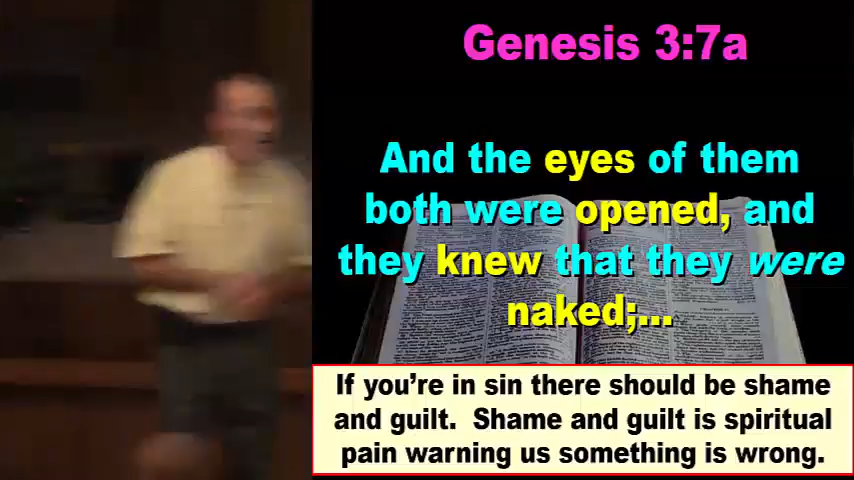 Genesis 3:7a
And the eyes of them
both were opened, and
they knew that they were
naked;...
If you're in sin there should be shame
and guilt.  Shame and guilt is spiritual
pain warning us something is wrong.